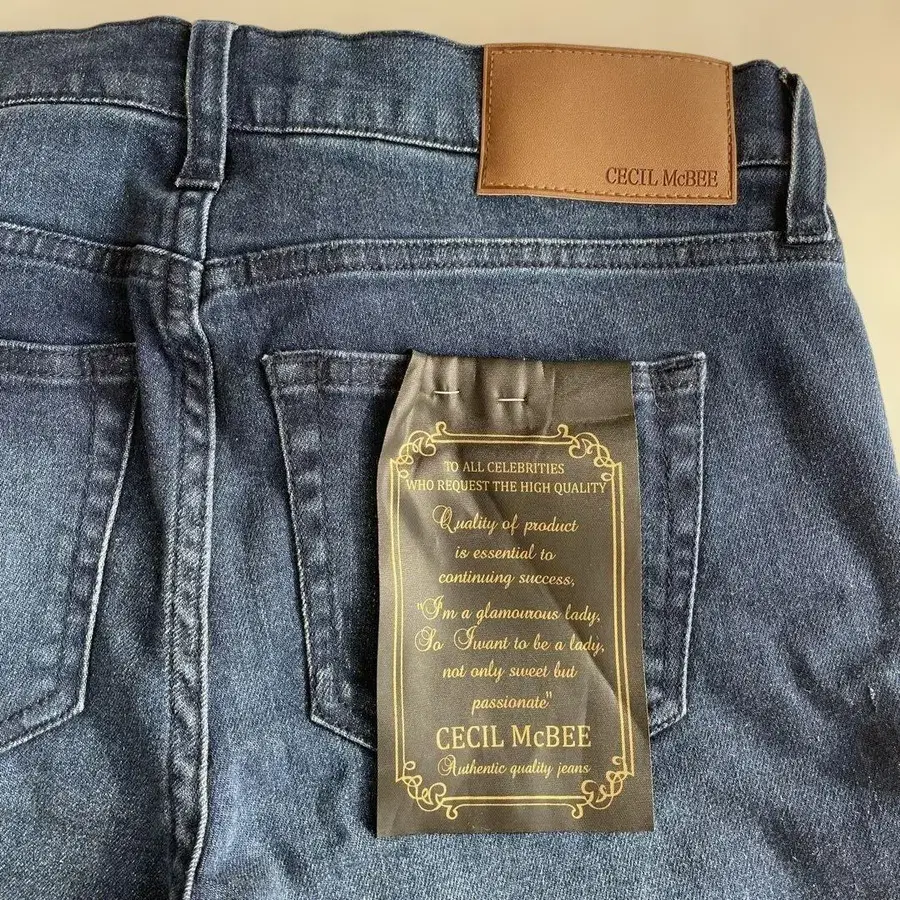 CECIL McBEE
TO ALL CELEBRITIES
WHO REQUEST THE HIGH QUALITY
Quality of product
is essential to
continuing success,
"I'm a glamourous lady,
So Iwant to be a lady,
not only sweet but
passionate"
CECIL McBEE
Authentic quality jeans